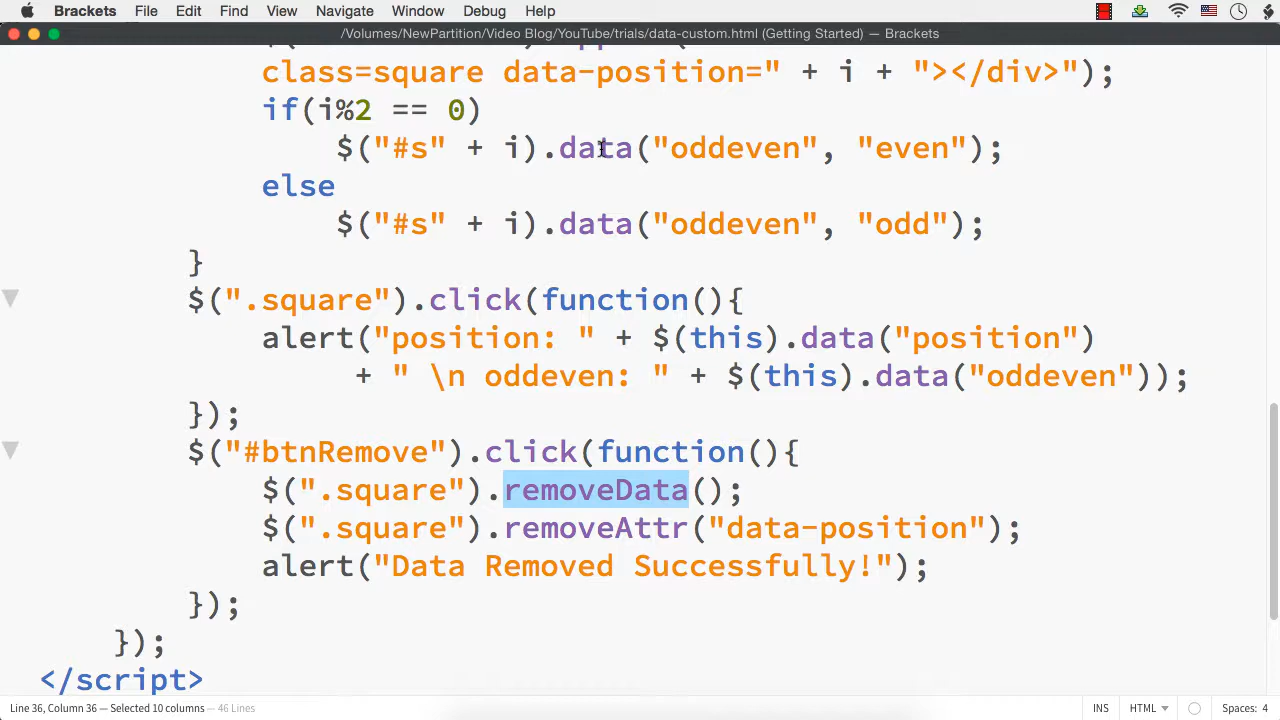 Brackets File Edit Find View Navigate Window Debug Help
/Volumes/NewPartition/Video Blog/YouTube/trials/data-custom.html (Getting Started) — Brackets
class=square data-position=" + i + "></div>");
if(i%2 == 0)
$("#s" + i).data("oddeven", "even");
else
$("#s" + i).data("oddeven", "odd");
}
$(".square").click(function(){
alert("position: " + $(this).data("position")
+ " \n oddeven: " + $(this).data("oddeven"));
});
$("#btnRemove").click(function(){
$(".square").removeData();
$(".square").removeAttr("data-position");
alert("Data Removed Successfully!");
});
});
</script>
Line 36, Column 36 — Selected 10 columns — 46 Lines INS HTML Spaces: 4